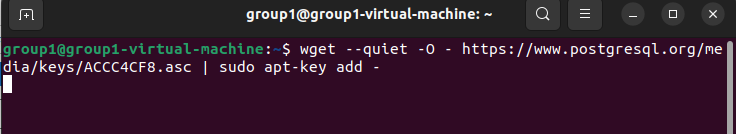 group1@group1-virtual-machine: ~
group1@group1-virtual-machine:~$ wget --quiet -O - https://www.postgresql.org/me
dia/keys/ACCC4CF8.asc | sudo apt-key add -